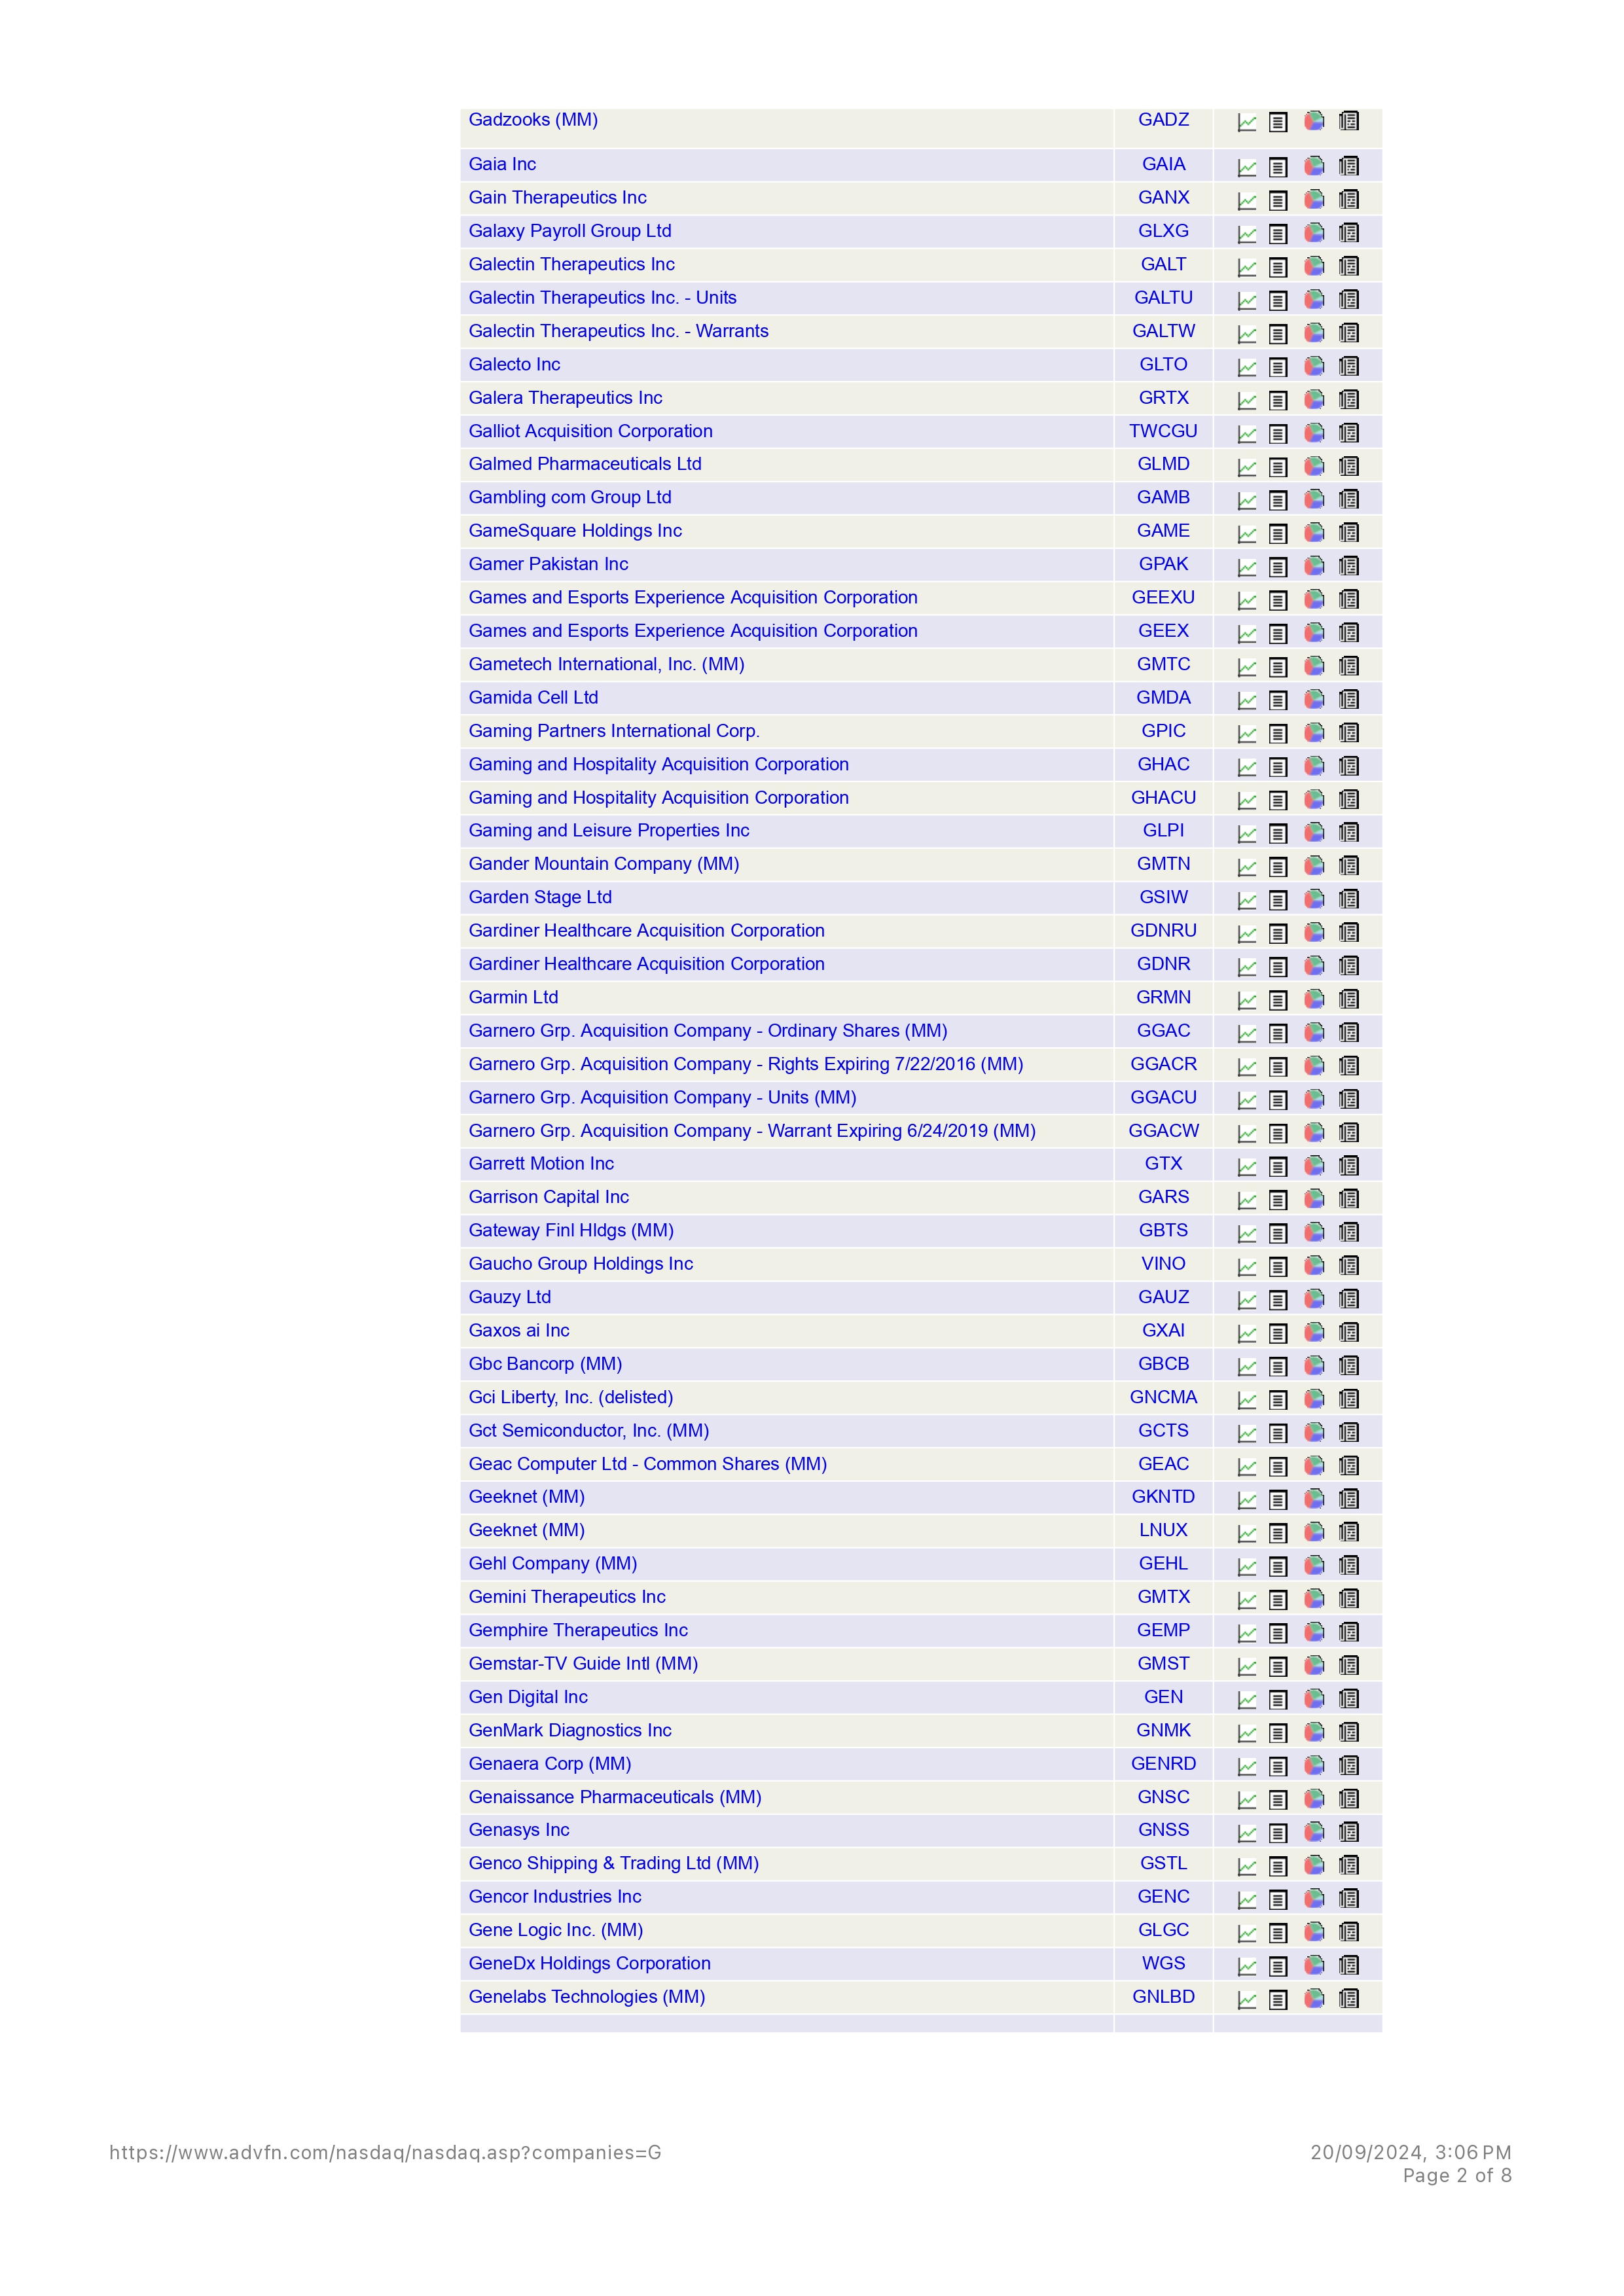 Gadzooks (MM) GADZ
Gaia Inc GAIA
Gain Therapeutics Inc GANX
Galaxy Payroll Group Ltd GLXG
Galectin Therapeutics Inc GALT
Galectin Therapeutics Inc. - Units GALTU
Galectin Therapeutics Inc. - Warrants GALTW
Galecto Inc GLTO
Galera Therapeutics Inc GRTX
Galliot Acquisition Corporation TWCGU
Galmed Pharmaceuticals Ltd GLMD
Gambling com Group Ltd GAMB
GameSquare Holdings Inc GAME
Gamer Pakistan Inc GPAK
Games and Esports Experience Acquisition Corporation GEEXU
Games and Esports Experience Acquisition Corporation GEEX
Gametech International, Inc. (MM) GMTC
Gamida Cell Ltd GMDA
Gaming Partners International Corp. GPIC
Gaming and Hospitality Acquisition Corporation GHAC
Gaming and Hospitality Acquisition Corporation GHACU
Gaming and Leisure Properties Inc GLPI
Gander Mountain Company (MM) GMTN
Garden Stage Ltd GSIW
Gardiner Healthcare Acquisition Corporation GDNRU
Gardiner Healthcare Acquisition Corporation GDNR
Garmin Ltd GRMN
Garnero Grp. Acquisition Company - Ordinary Shares (MM) GGAC
Garnero Grp. Acquisition Company - Rights Expiring 7/22/2016 (MM) GGACR
Garnero Grp. Acquisition Company - Units (MM) GGACU
Garnero Grp. Acquisition Company - Warrant Expiring 6/24/2019 (MM) GGACW
Garrett Motion Inc GTX
Garrison Capital Inc GARS
Gateway Finl Hldgs (MM) GBTS
Gaucho Group Holdings Inc VINO
Gauzy Ltd GAUZ
Gaxos ai Inc GXAI
Gbc Bancorp (MM) GBCB
Gci Liberty, Inc. (delisted) GNCMA
Gct Semiconductor, Inc. (MM) GCTS
Geac Computer Ltd - Common Shares (MM) GEAC
Geeknet (MM) GKNTD
Geeknet (MM) LNUX
Gehl Company (MM) GEHL
Gemini Therapeutics Inc GMTX
Gemphire Therapeutics Inc GEMP
Gemstar-TV Guide Intl (MM) GMST
Gen Digital Inc GEN
GenMark Diagnostics Inc GNMK
Genaera Corp (MM) GENRD
Genaissance Pharmaceuticals (MM) GNSC
Genasys Inc GNSS
Genco Shipping & Trading Ltd (MM) GSTL
Gencor Industries Inc GENC
Gene Logic Inc. (MM) GLGC
GeneDx Holdings Corporation WGS
Genelabs Technologies (MM) GNLBD
https://www.advfn.com/nasdaq/nasdaq.asp?companies=G 20/09/2024, 3:06 PM
Page 2 of 8